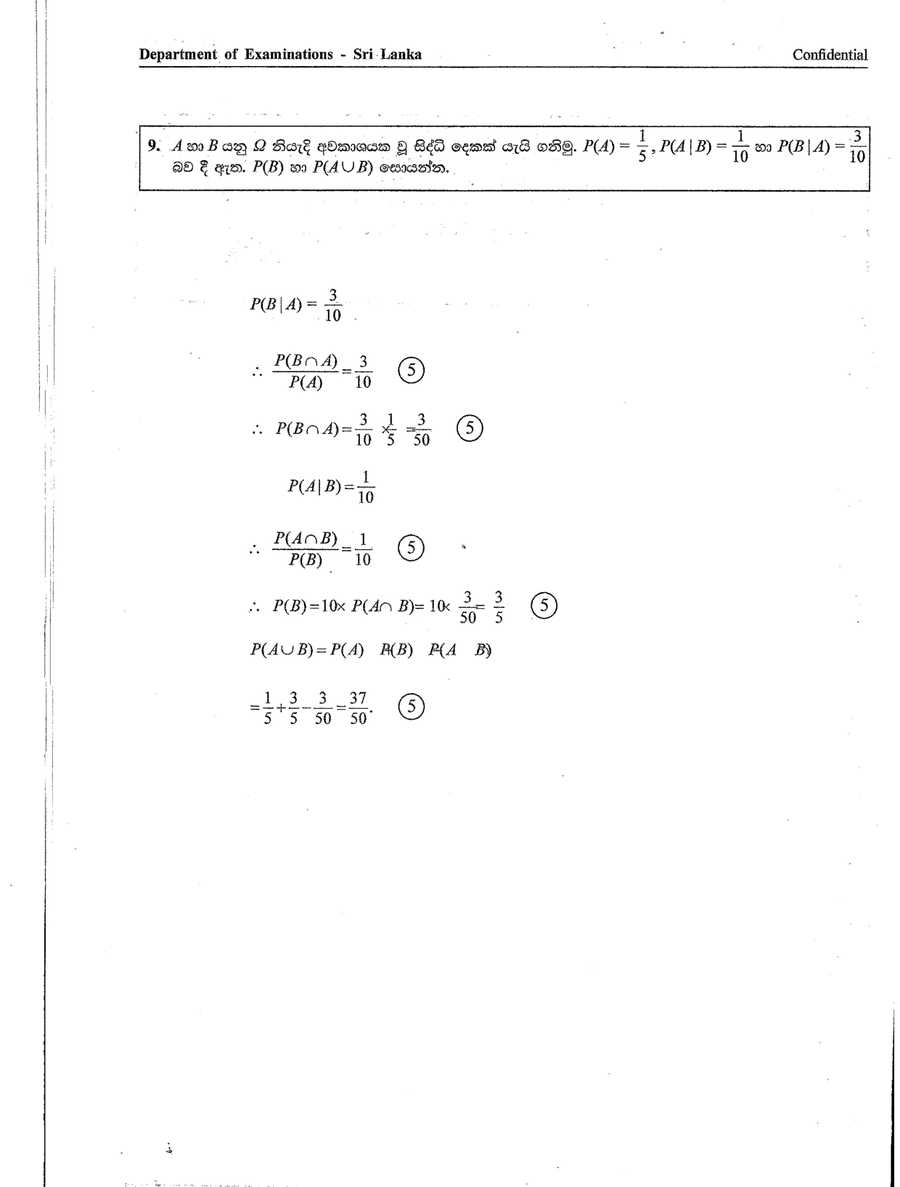 Department of Examinations - Sri Lanka Confidential
9. A හා B යනු Ω නියැදි අවකාශයක වූ සිද්ධි දෙකක් යැයි ගනිමු. P(A) = 1/5, P(A | B) = 1/10 හා P(B | A) = 3/10
බව දී ඇත. P(B) හා P(A ∪ B) සොයන්න.
P(B | A) = 3/10
∴ P(B ∩ A)/P(A) = 3/10 (5)
∴ P(B ∩ A) = 3/10 × 1/5 = 3/50 (5)
P(A | B) = 1/10
∴ P(A ∩ B)/P(B) = 1/10 (5)
∴ P(B) = 10 × P(A ∩ B) = 10 × 3/50 = 3/5 (5)
P(A ∪ B) = P(A) + P(B) - P(A B)
= 1/5 + 3/5 - 3/50 = 37/50. (5)